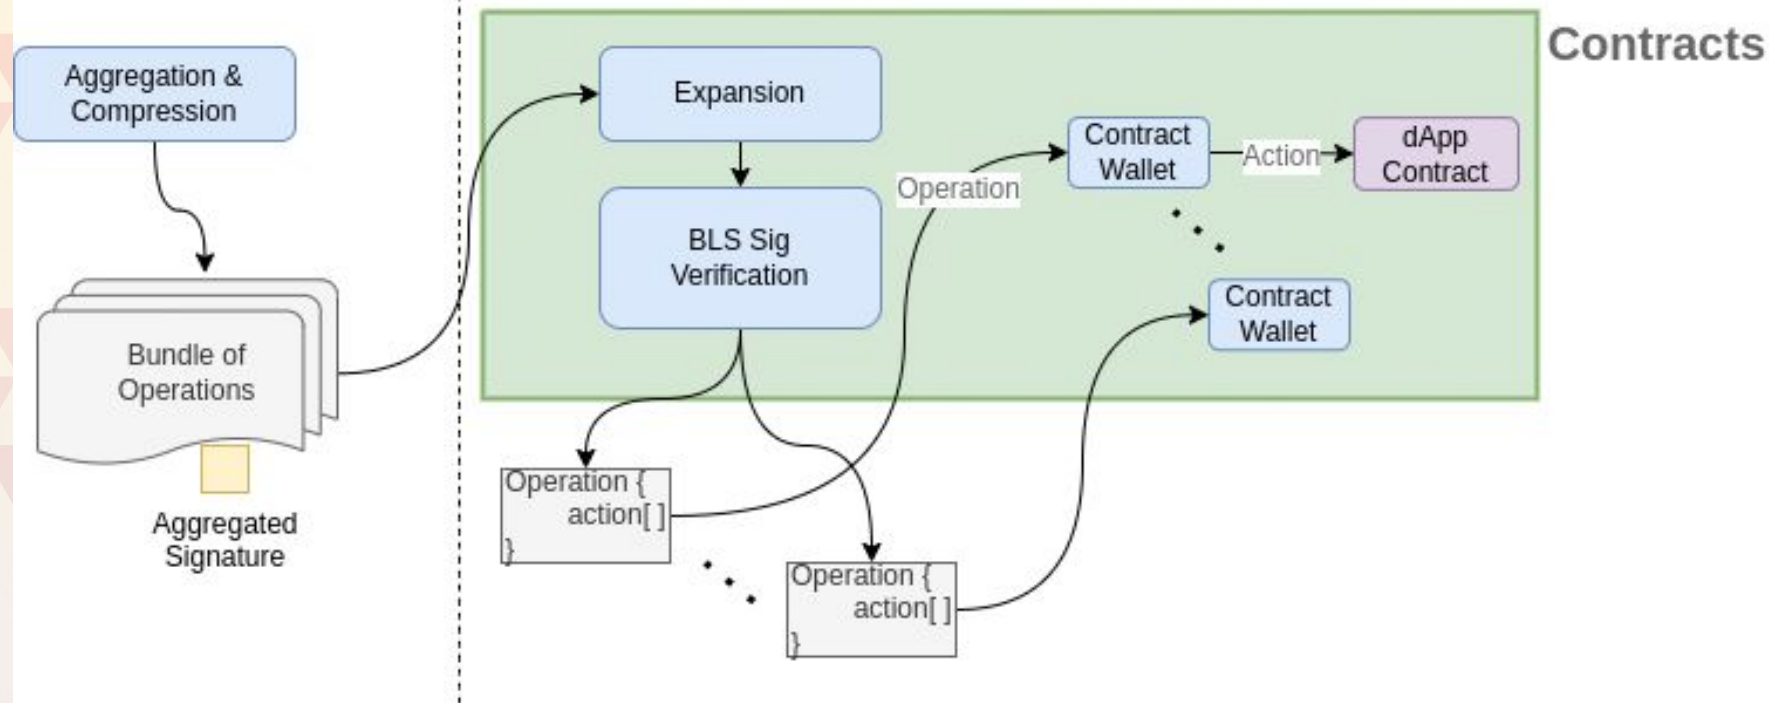 Contracts
Aggregation &
Compression
Bundle of
Operations
Aggregated
Signature
Expansion
BLS Sig
Verification
Operation
Contract
Wallet
Action
dApp
Contract
Contract
Wallet
Operation {
action[ ]
}
Operation {
action[ ]
}